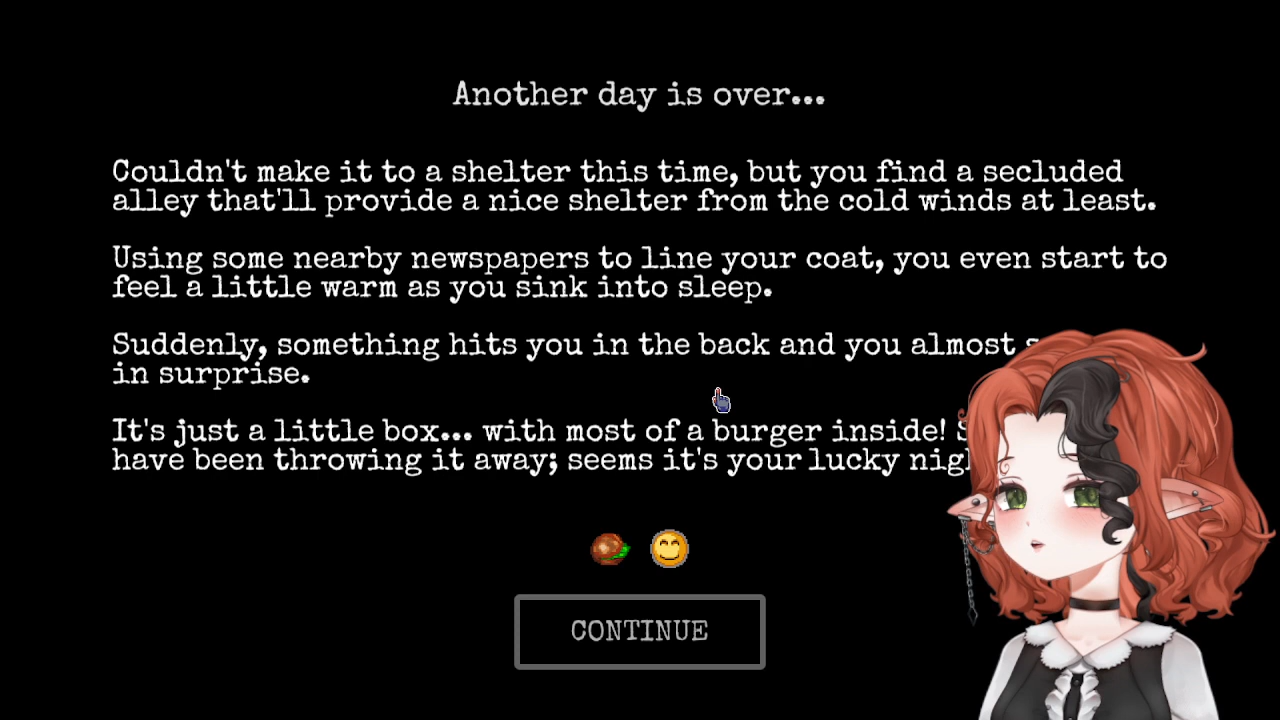 Another day is over...
Couldn't make it to a shelter this time, but you find a secluded
alley that'll provide a nice shelter from the cold winds at least.
Using some nearby newspapers to line your coat, you even start to
feel a little warm as you sink into sleep.
Suddenly, something hits you in the back and you almost
in surprise.
It's just a little box... with most of a burger inside!
have been throwing it away; seems it's your lucky
CONTINUE